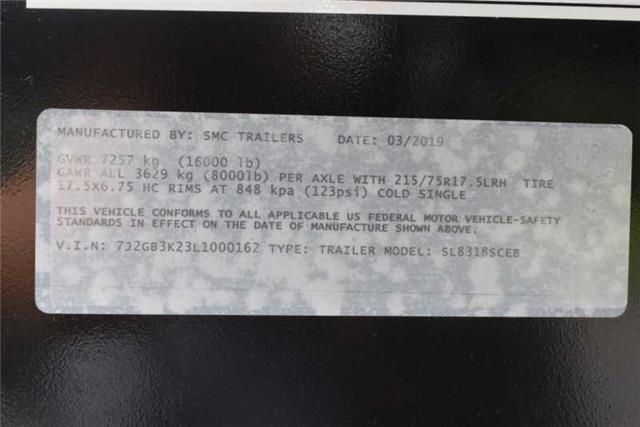 MANUFACTURED BY: SMC TRAILERS DATE: 03/2019
GVWR 7257 kg (16000 lb)
GAWR ALL 3629 kg (8000lb) PER AXLE WITH 215/75R17.5LRH TIRE
17.5X6.75 HC RIMS AT 848 kpa (123psi) COLD SINGLE
THIS VEHICLE CONFORMS TO ALL APPLICABLE US FEDERAL MOTOR VEHICLE-SAFETY
STANDARDS IN EFFECT ON THE DATE OF MANUFACTURE SHOWN ABOVE.
V.I.N: 7J2GB3K23L1000162 TYPE: TRAILER MODEL: SL8318SCEB